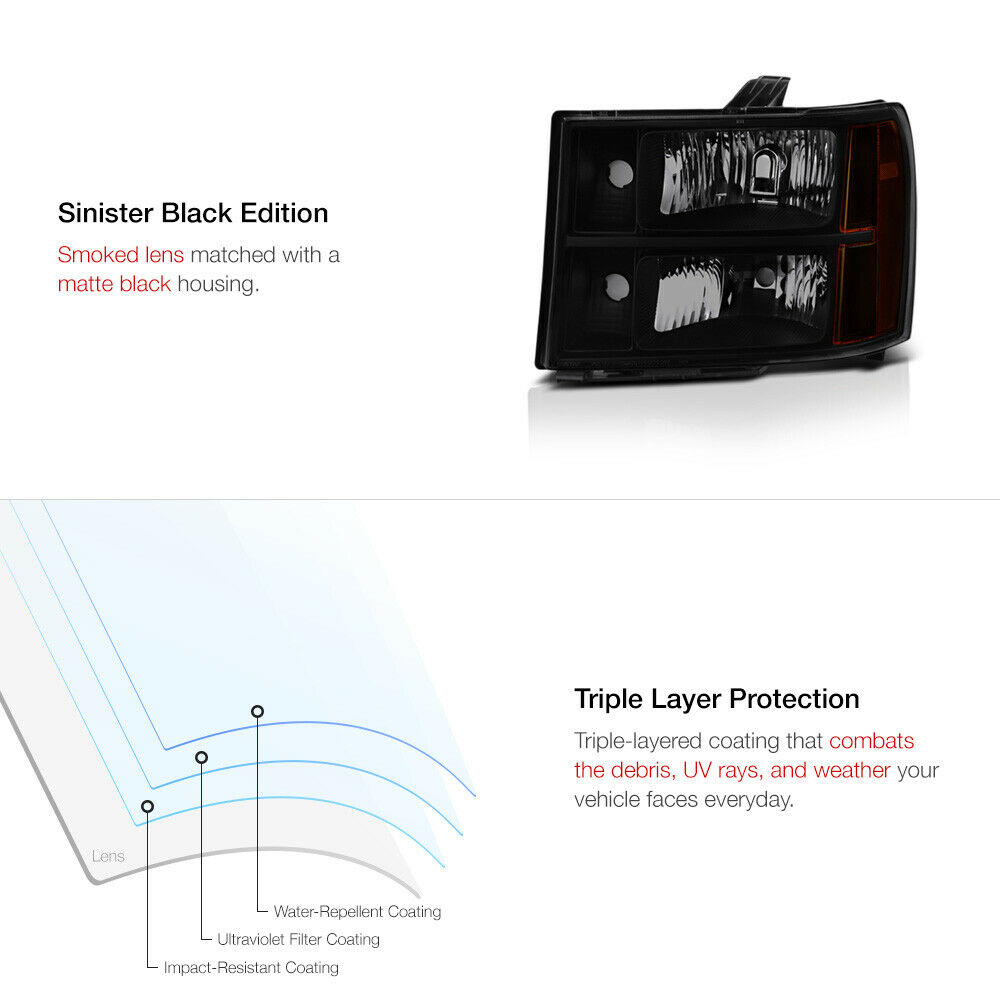 Sinister Black Edition
Smoked lens matched with a
matte black housing.
Triple Layer Protection
Triple-layered coating that combats
the debris, UV rays, and weather your
vehicle faces everyday.
Lens
Water-Repellent Coating
Ultraviolet Filter Coating
Impact-Resistant Coating